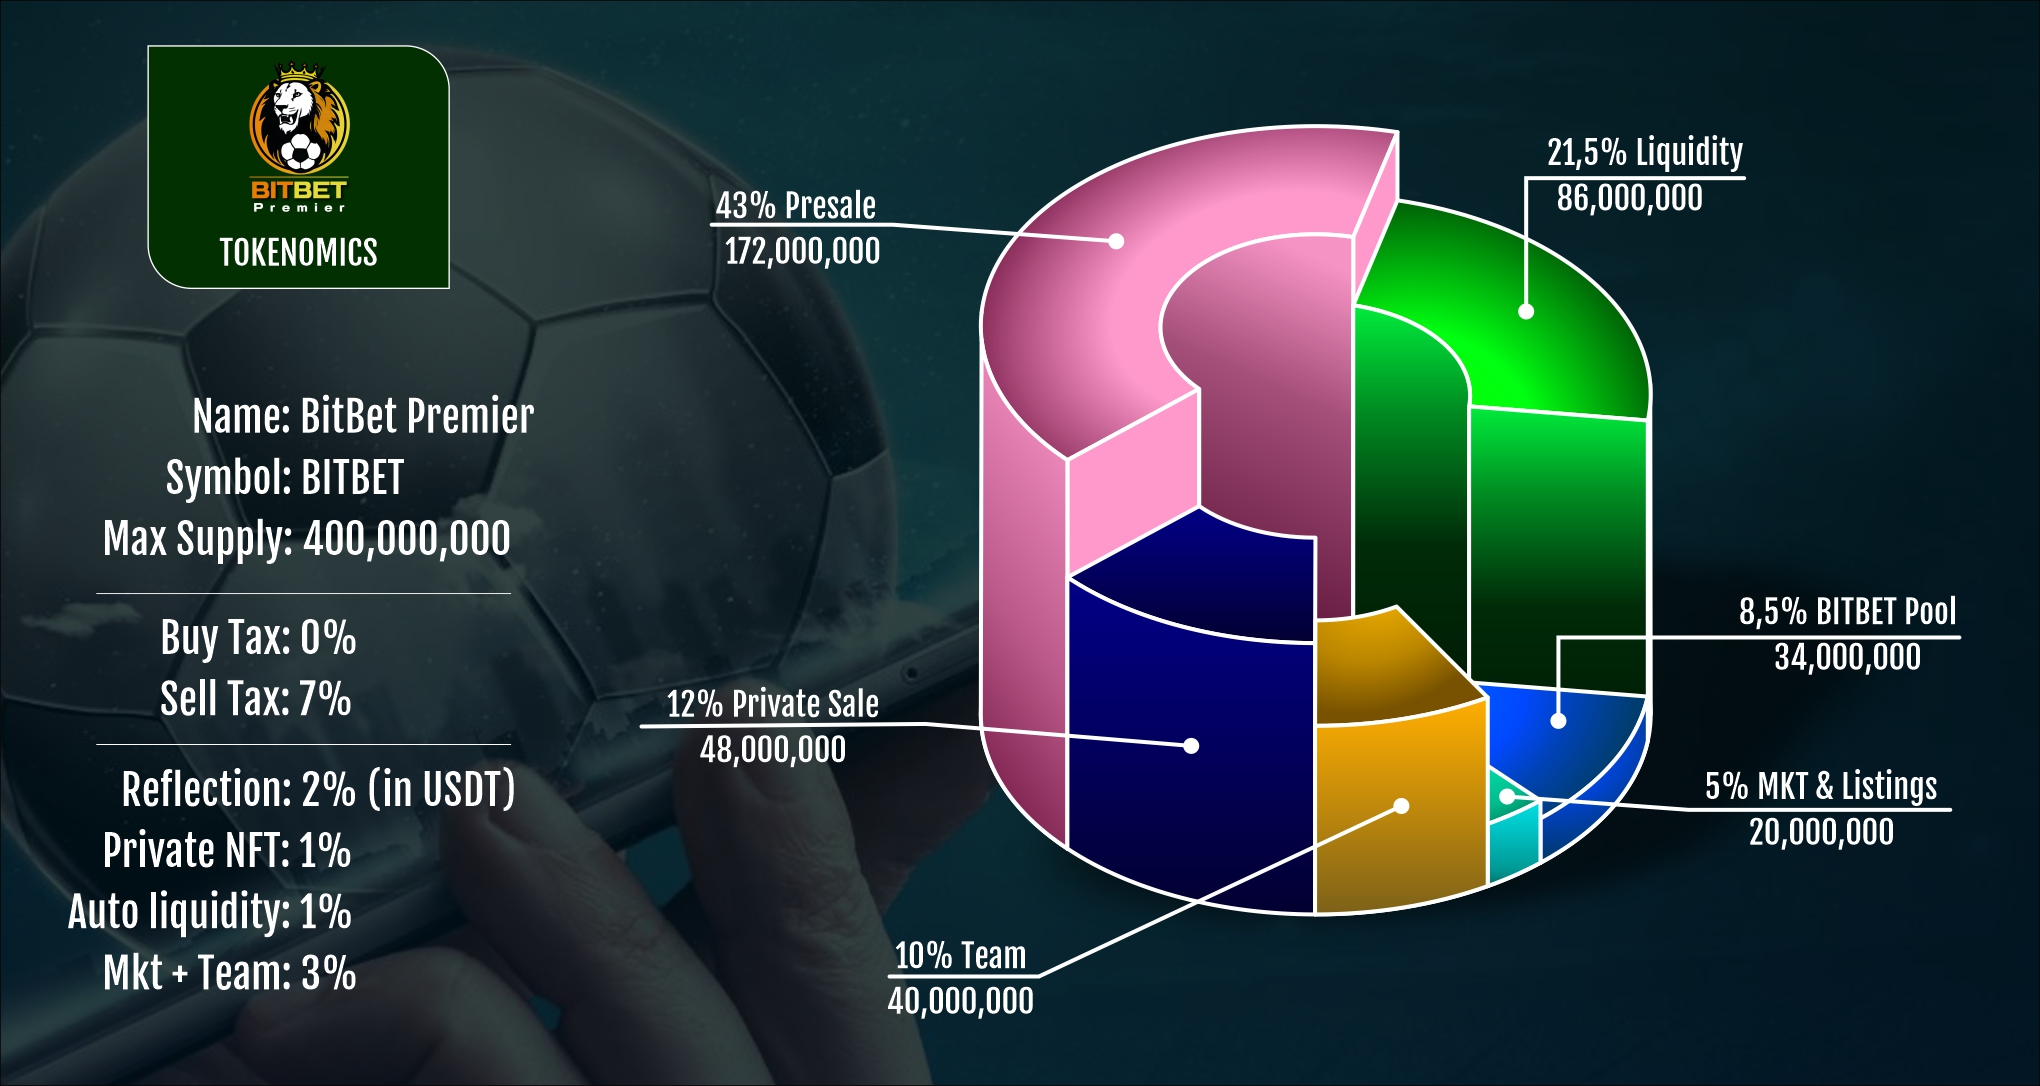 BITBET
Premier
TOKENOMICS
Name: BitBet Premier
Symbol: BITBET
Max Supply: 400,000,000
Buy Tax: 0%
Sell Tax: 7%
Reflection: 2% (in USDT)
Private NFT: 1%
Auto liquidity: 1%
Mkt + Team: 3%
43% Presale
172,000,000
21,5% Liquidity
86,000,000
8,5% BITBET Pool
34,000,000
12% Private Sale
48,000,000
5% MKT & Listings
20,000,000
10% Team
40,000,000